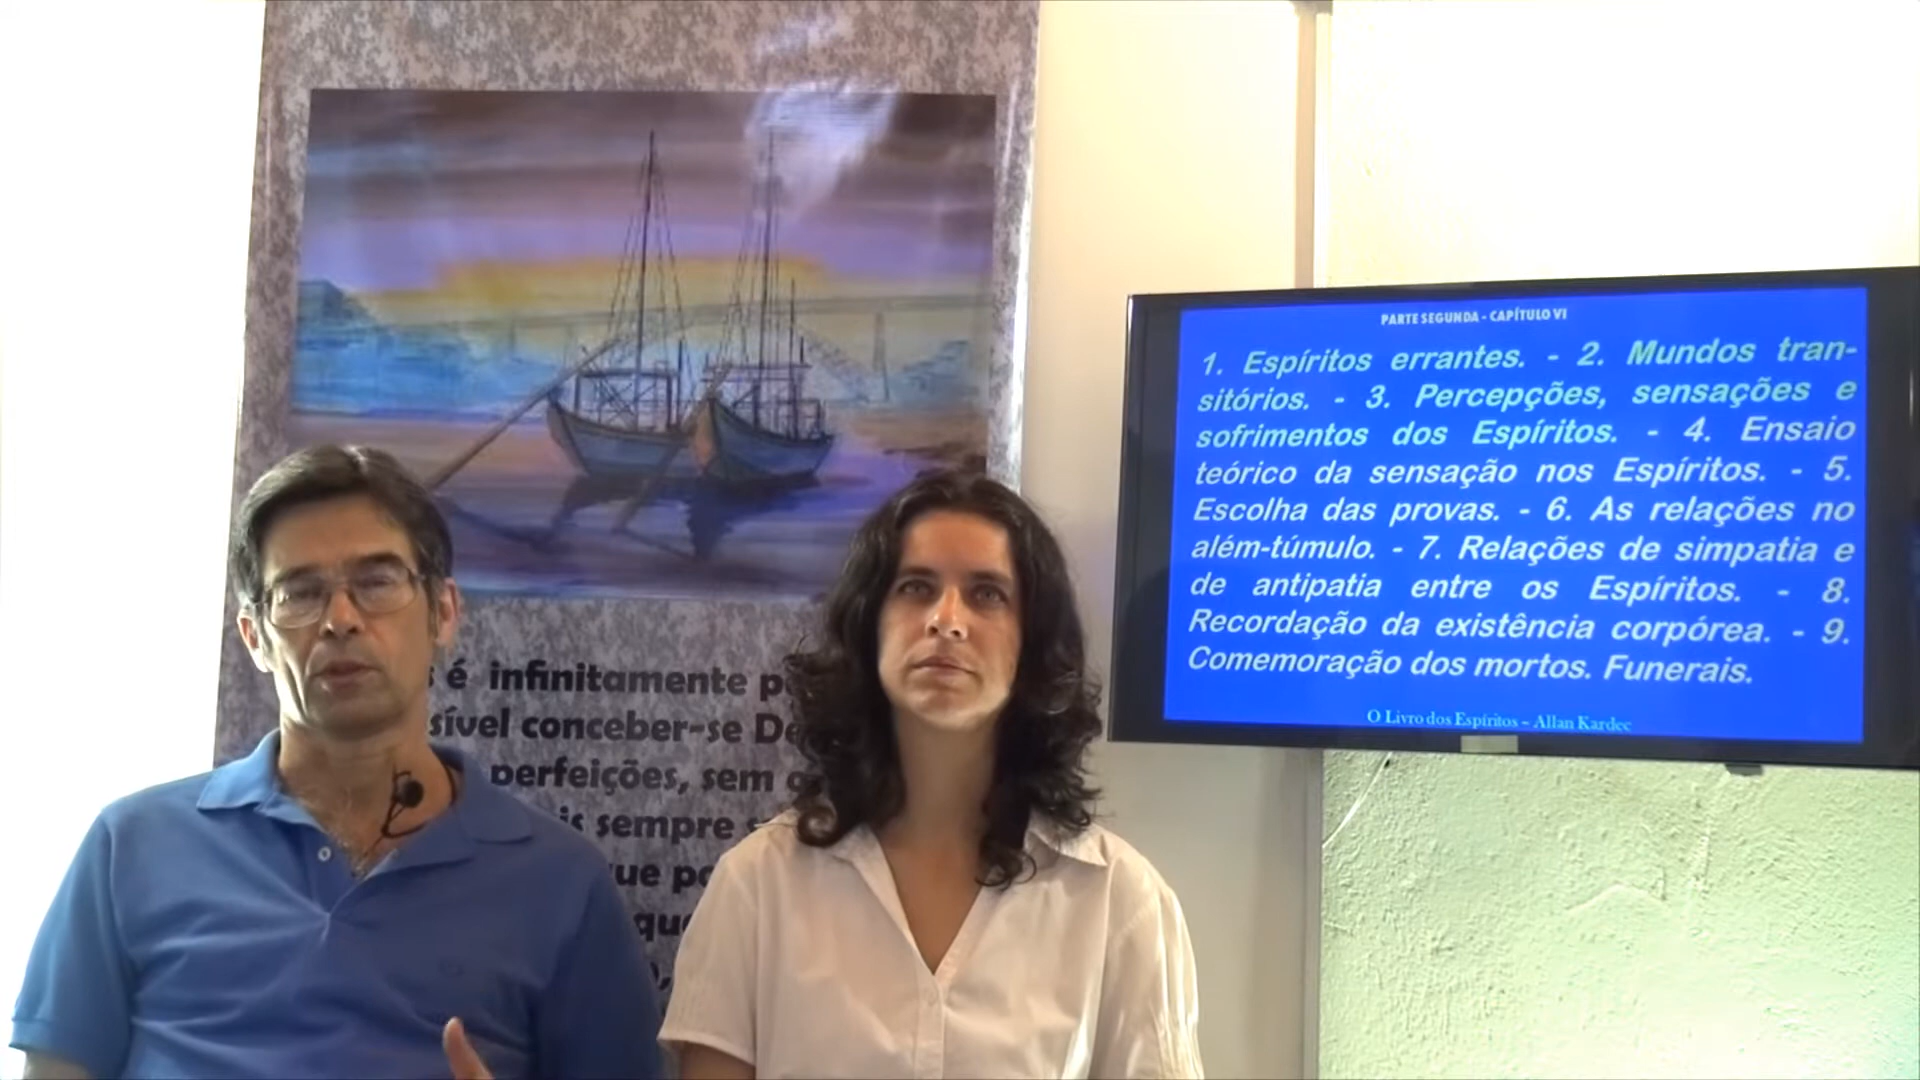 é infinitamente
sível conceber-se
perfeições, sem
sempre
que
PARTE SEGUNDA - CAPÍTULO VI
1. Espíritos errantes. - 2. Mundos tran-
sitórios. - 3. Percepções, sensações e
sofrimentos dos Espíritos. - 4. Ensaio
teórico da sensação nos Espíritos. - 5.
Escolha das provas. - 6. As relações no
além-túmulo. - 7. Relações de simpatia e
de antipatia entre os Espíritos. - 8.
Recordação da existência corpórea. - 9.
Comemoração dos mortos. Funerais.
O Livro dos Espíritos – Allan Kardec